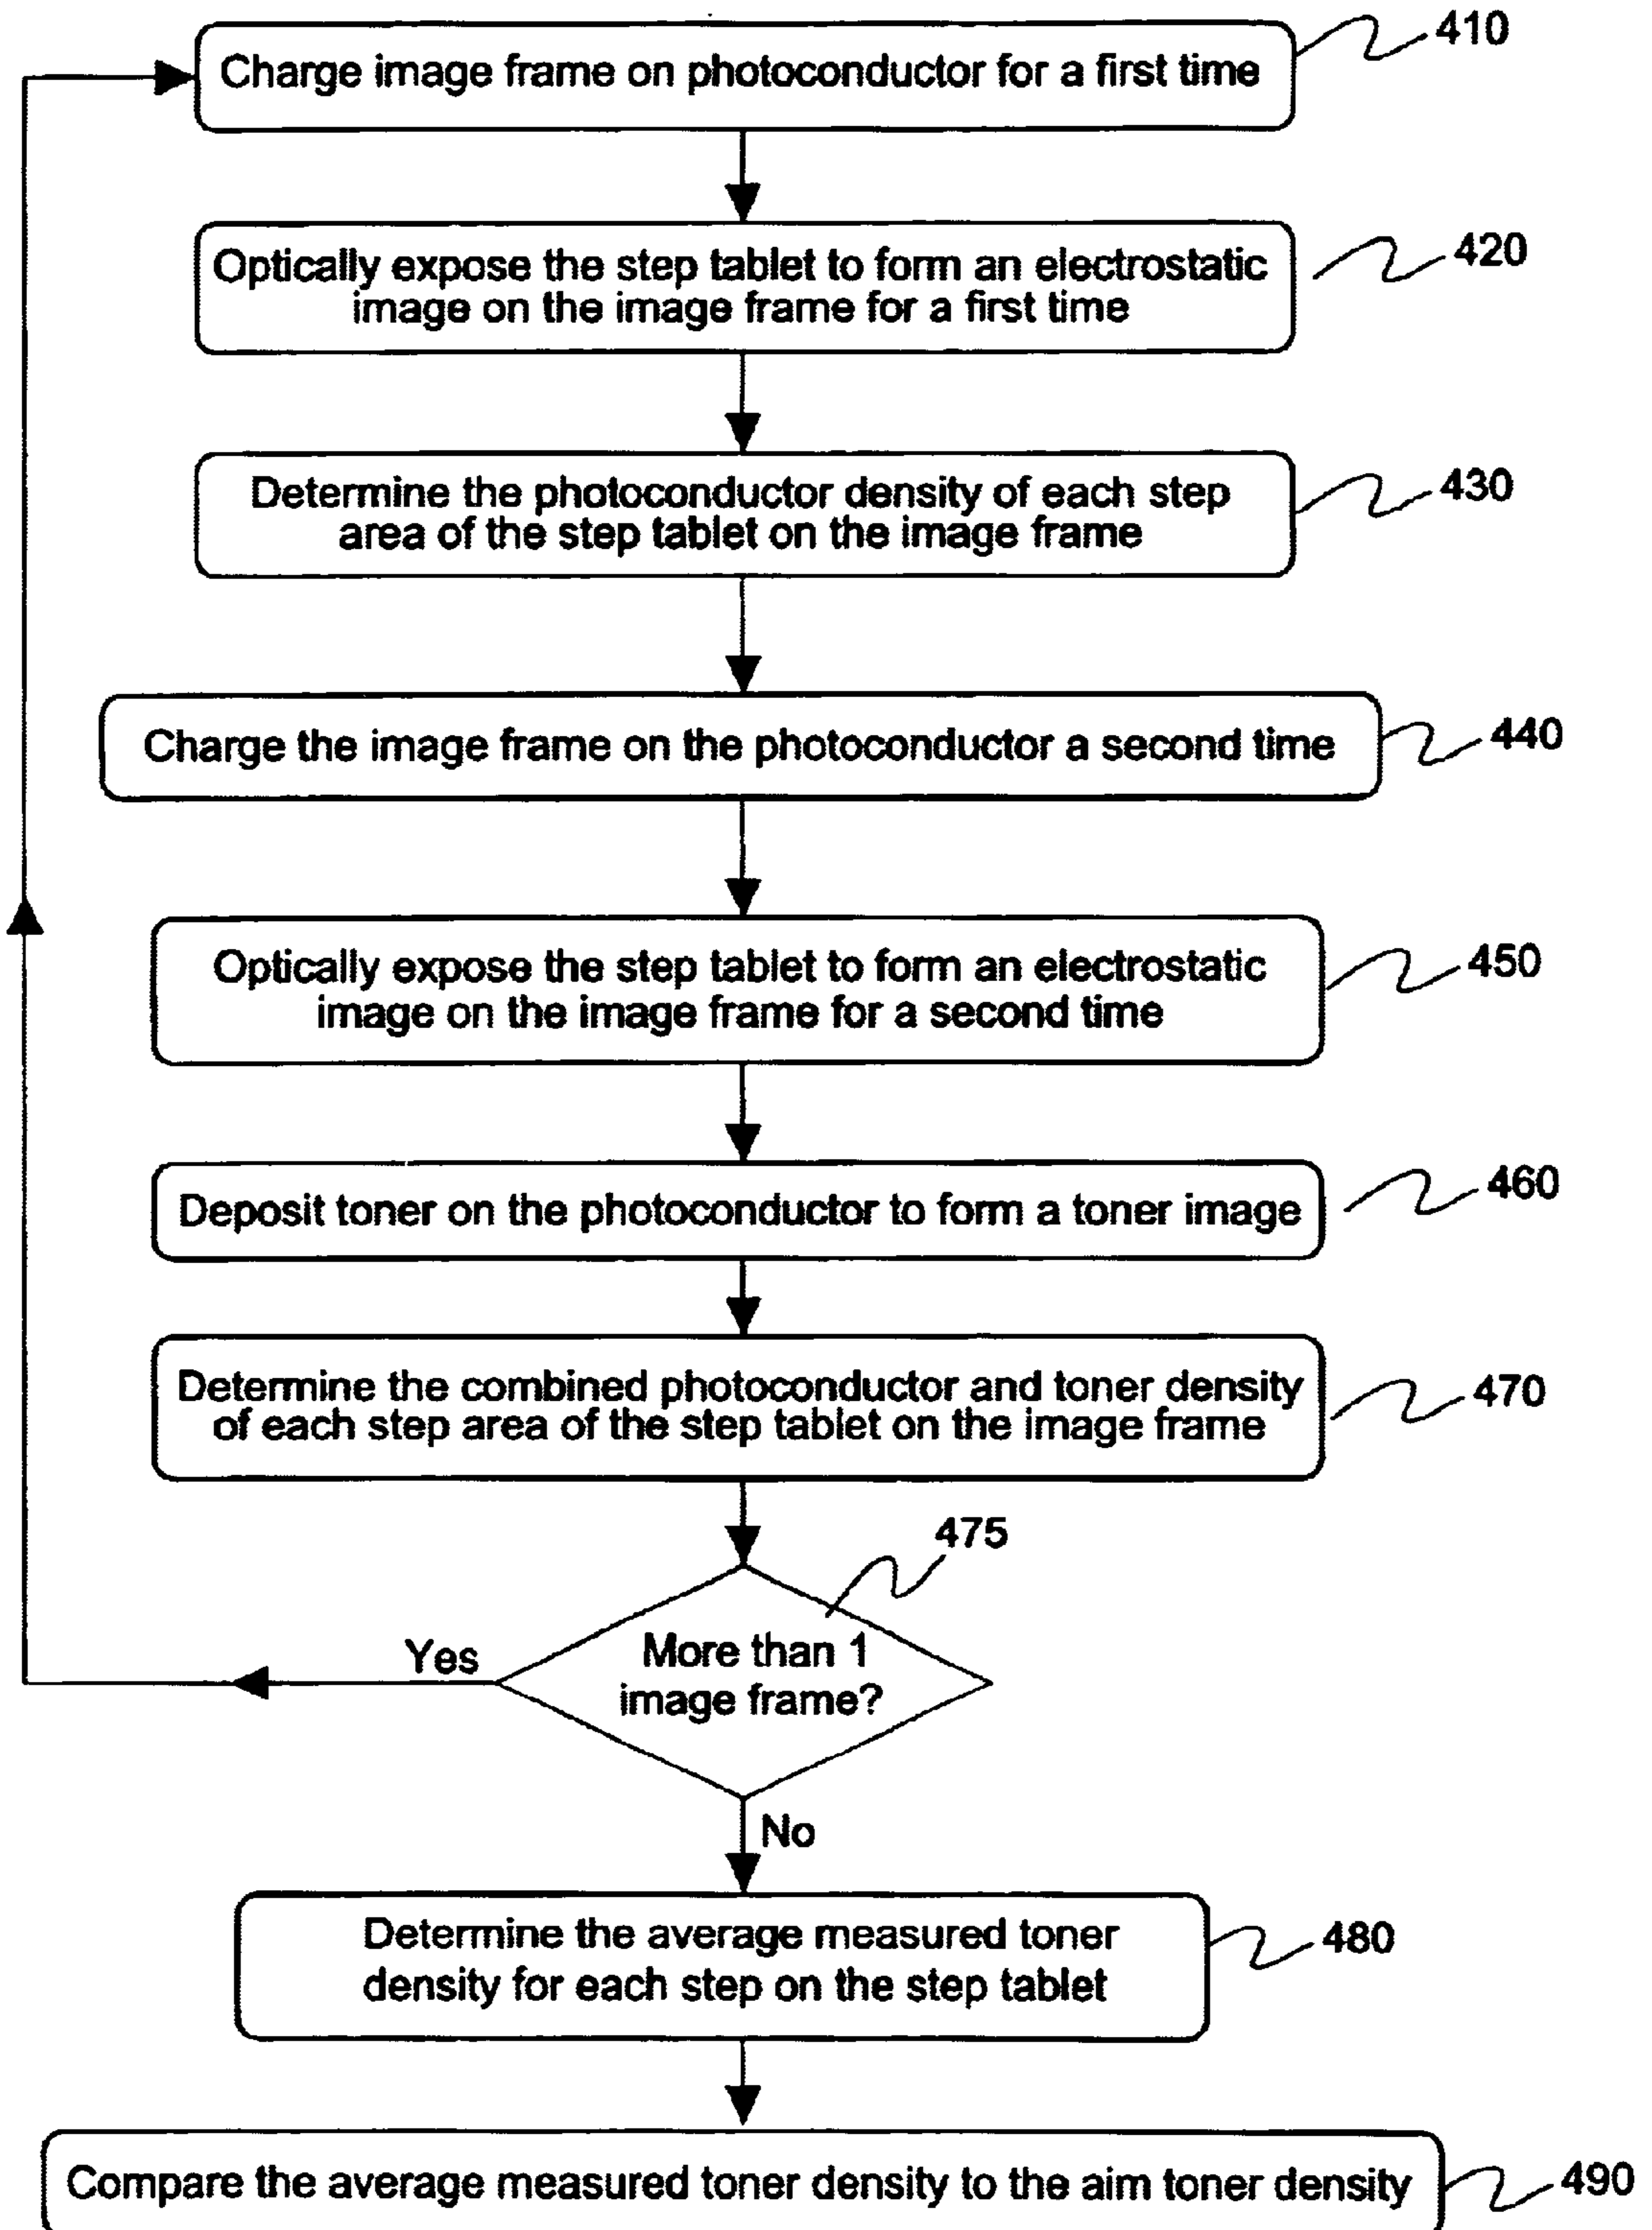 410
Charge image frame on photoconductor for a first time
420
Optically expose the step tablet to form an electrostatic
image on the image frame for a first time
430
Determine the photoconductor density of each step
area of the step tablet on the image frame
440
Charge the image frame on the photoconductor a second time
450
Optically expose the step tablet to form an electrostatic
image on the image frame for a second time
460
Deposit toner on the photoconductor to form a toner image
470
Determine the combined photoconductor and toner density
of each step area of the step tablet on the image frame
475
Yes
More than 1
image frame?
No
480
Determine the average measured toner
density for each step on the step tablet
490
Compare the average measured toner density to the aim toner density